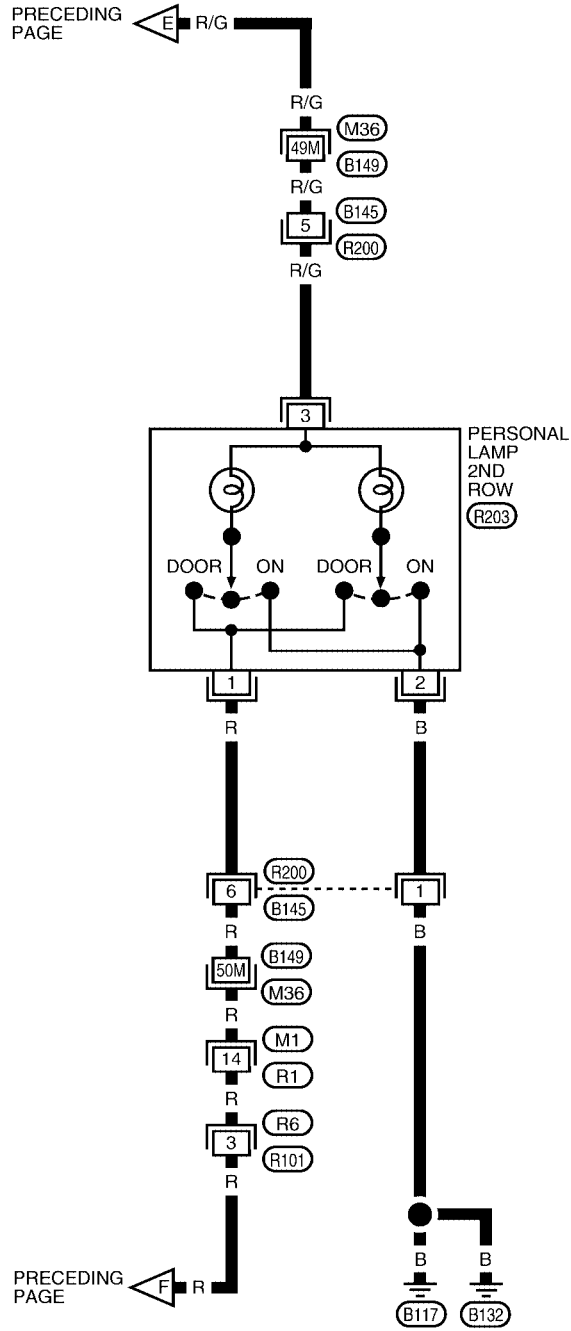 PRECEDING
PAGE
E
R/G
R/G
49M
M36
B149
R/G
5
B145
R200
R/G
3
PERSONAL
LAMP
2ND
ROW
R203
DOOR ON DOOR ON
1 2
R B
6
R200
B145
1
R B
50M
B149
M36
R
14
M1
R1
R
3
R6
R101
R
PRECEDING
PAGE
F
R
B B
B117 B132